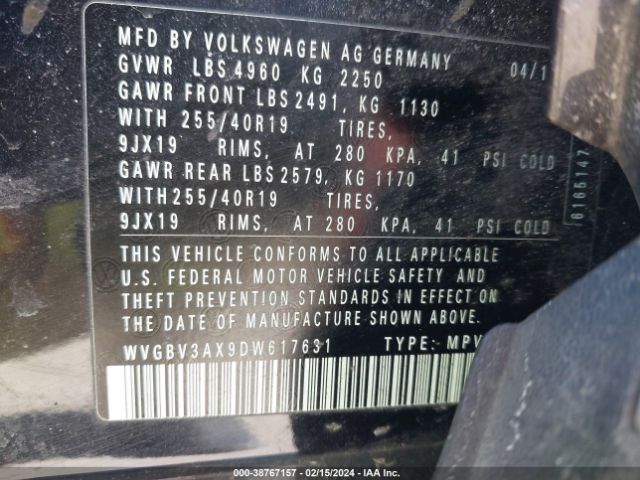 MFD BY VOLKSWAGEN AG GERMANY 04/1
GVWR LBS 4960 KG 2250
GAWR FRONT LBS 2491, KG 1130
WITH 255/40R19 TIRES,
9JX19 RIMS, AT 280 KPA, 41 PSI COLD
GAWR REAR LBS 2579, KG 1170
WITH 255/40R19 TIRES,
9JX19 RIMS, AT 280 KPA, 41 PSI COLD
THIS VEHICLE CONFORMS TO ALL APPLICABLE
U.S. FEDERAL MOTOR VEHICLE SAFETY AND
THEFT PREVENTION STANDARDS IN EFFECT ON
THE DATE OF MANUFACTURE SHOWN ABOVE.
WVGBV3AX9DW617631 TYPE: MPV
6165147
000-38767157 - 02/15/2024 - IAA Inc.